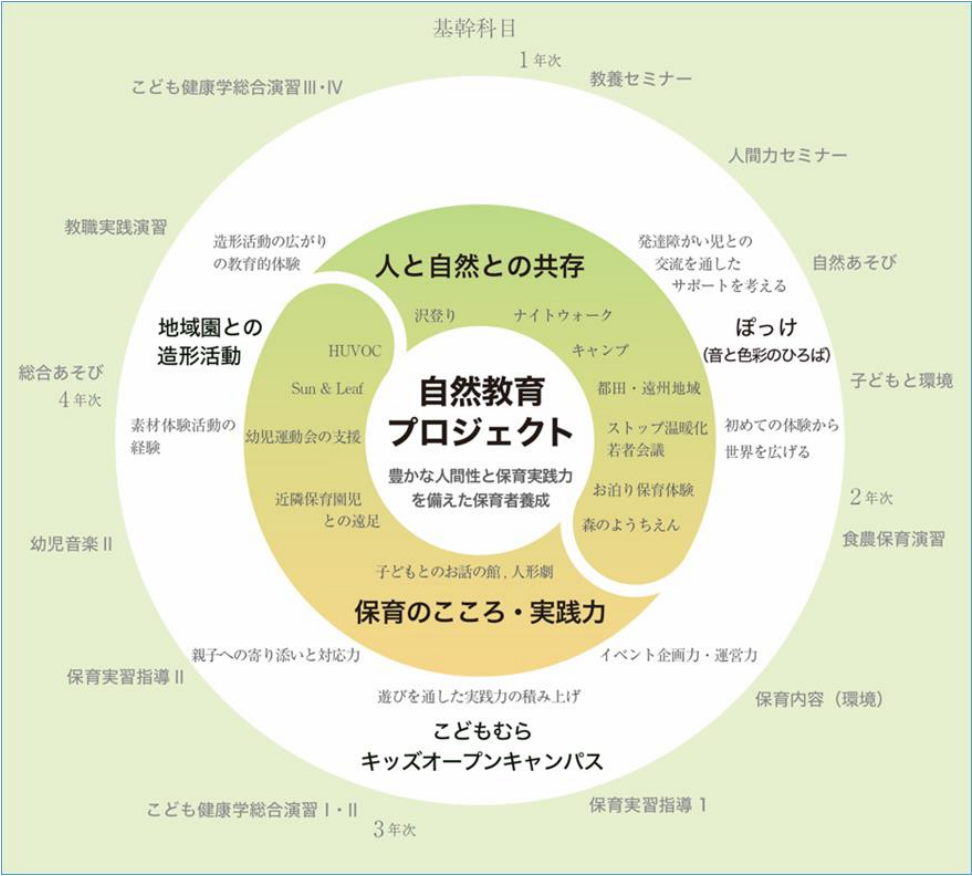 基幹科目
1年次
教養セミナー
こども健康学総合演習Ⅲ・Ⅳ
人間力セミナー
教職実践演習
自然あそび
造形活動の広がり
の教育的体験
発達障がい児との
交流を通した
サポートを考える
人と自然との共存
地域園との
造形活動
ぽっけ
(音と色彩のひろば)
沢登り
ナイトウォーク
HUVOC
キャンプ
総合あそび
4年次
子どもと環境
Sun & Leaf
都田・遠州地域
自然教育
プロジェクト
豊かな人間性と保育実践力
を備えた保育者養成
素材体験活動の
経験
幼児運動会の支援
ストップ温暖化
若者会議
初めての体験から
世界を広げる
近隣保育園児
との遠足
お泊り保育体験
森のようちえん
2年次
食農保育演習
幼児音楽Ⅱ
子どもとのお話の館,人形劇
保育のこころ・実践力
親子への寄り添いと対応力
イベント企画力・運営力
保育実習指導Ⅱ
遊びを通した実践力の積み上げ
保育内容（環境）
こどもむら
キッズオープンキャンパス
こども健康学総合演習Ⅰ・Ⅱ
保育実習指導1
3年次